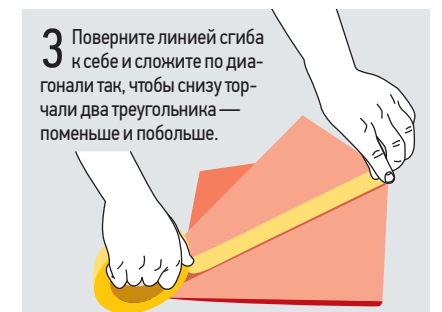 3 Поверните линией сгиба
к себе и сложите по диа-
гонали так, чтобы снизу тор-
чали два треугольника —
поменьше и побольше.